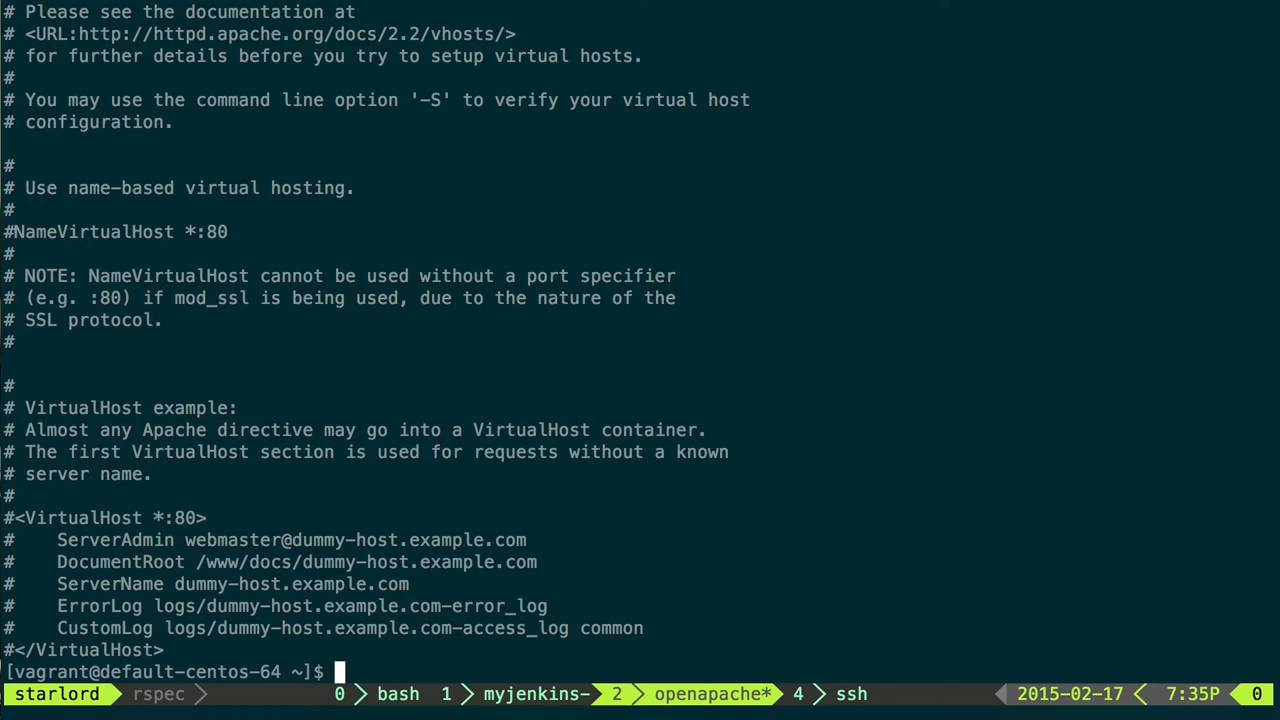 # Please see the documentation at
# <URL:http://httpd.apache.org/docs/2.2/vhosts/>
# for further details before you try to setup virtual hosts.
#
# You may use the command line option '-S' to verify your virtual host
# configuration.
#
# Use name-based virtual hosting.
#
#NameVirtualHost *:80
#
# NOTE: NameVirtualHost cannot be used without a port specifier
# (e.g. :80) if mod_ssl is being used, due to the nature of the
# SSL protocol.
#
#
# VirtualHost example:
# Almost any Apache directive may go into a VirtualHost container.
# The first VirtualHost section is used for requests without a known
# server name.
#
#<VirtualHost *:80>
#    ServerAdmin webmaster@dummy-host.example.com
#    DocumentRoot /www/docs/dummy-host.example.com
#    ServerName dummy-host.example.com
#    ErrorLog logs/dummy-host.example.com-error_log
#    CustomLog logs/dummy-host.example.com-access_log common
#</VirtualHost>
[vagrant@default-centos-64 ~]$
starlord rspec 0 bash 1 myjenkins- 2 openapache* 4 ssh 2015-02-17 7:35P 0